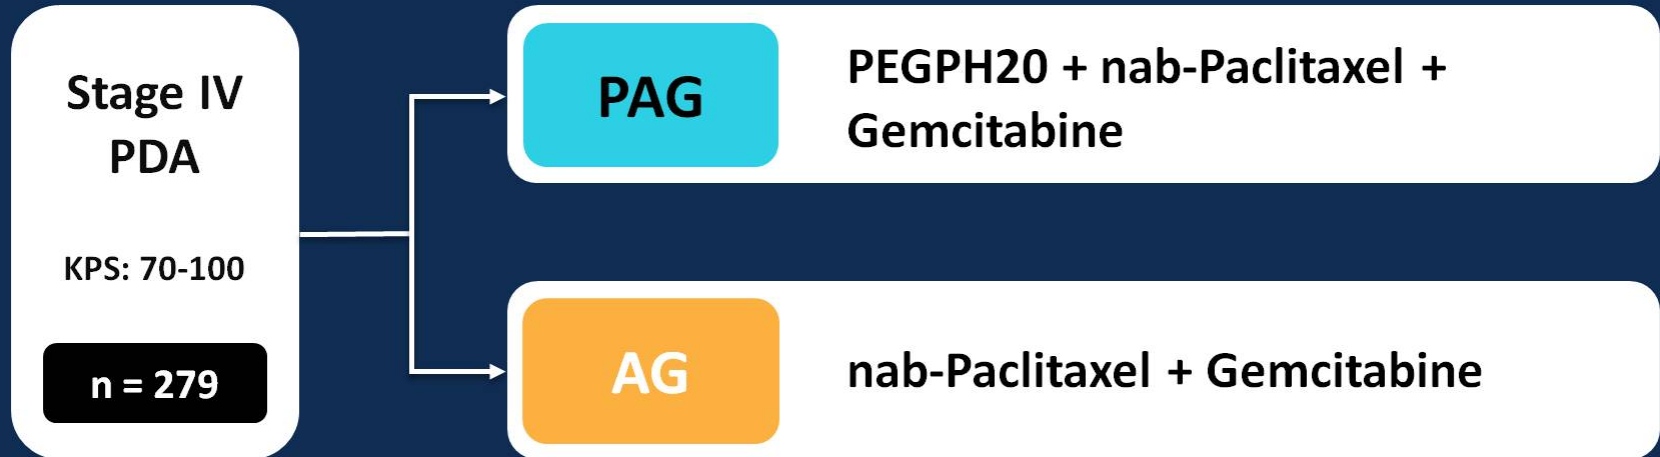 Stage IV
PDA
KPS: 70-100
n = 279
PAG
PEGPH20 + nab-Paclitaxel +
Gemcitabine
AG
nab-Paclitaxel + Gemcitabine